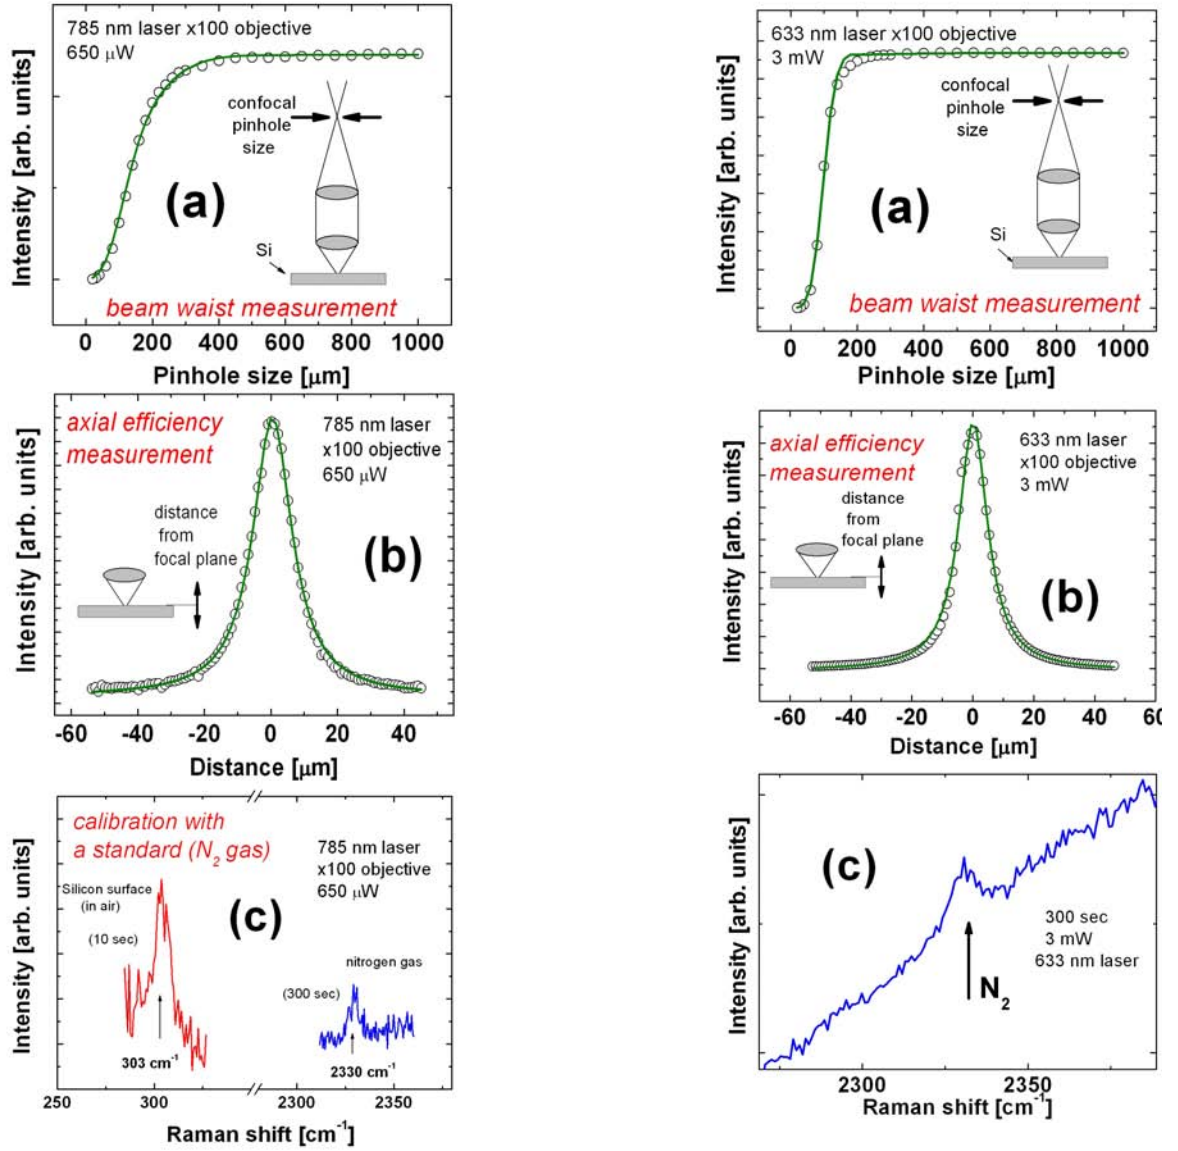 785 nm laser x100 objective
650 μW
confocal
pinhole
size
(a)
Si
beam waist measurement
Intensity [arb. units]
0 200 400 600 800 1000
Pinhole size [μm]
633 nm laser x100 objective
3 mW
confocal
pinhole
size
(a)
Si
beam waist measurement
Intensity [arb. units]
0 200 400 600 800 1000
Pinhole size [μm]
axial efficiency
measurement
785 nm laser
x100 objective
650 μW
distance
from
focal plane
(b)
Intensity [arb. units]
-60 -40 -20 0 20 40
Distance [μm]
axial efficiency
measurement
633 nm laser
x100 objective
3 mW
distance
from
focal plane
(b)
Intensity [arb. units]
-60 -40 -20 0 20 40 60
Distance [μm]
calibration with
a standard (N₂ gas)
785 nm laser
x100 objective
650 μW
Silicon surface
(in air)
(10 sec)
(c)
nitrogen gas
(300 sec)
303 cm⁻¹
2330 cm⁻¹
Intensity [arb. units]
250 300 2300 2350
Raman shift [cm⁻¹]
(c)
300 sec
3 mW
633 nm laser
N₂
Intensity [arb. units]
2300 2350
Raman shift [cm⁻¹]